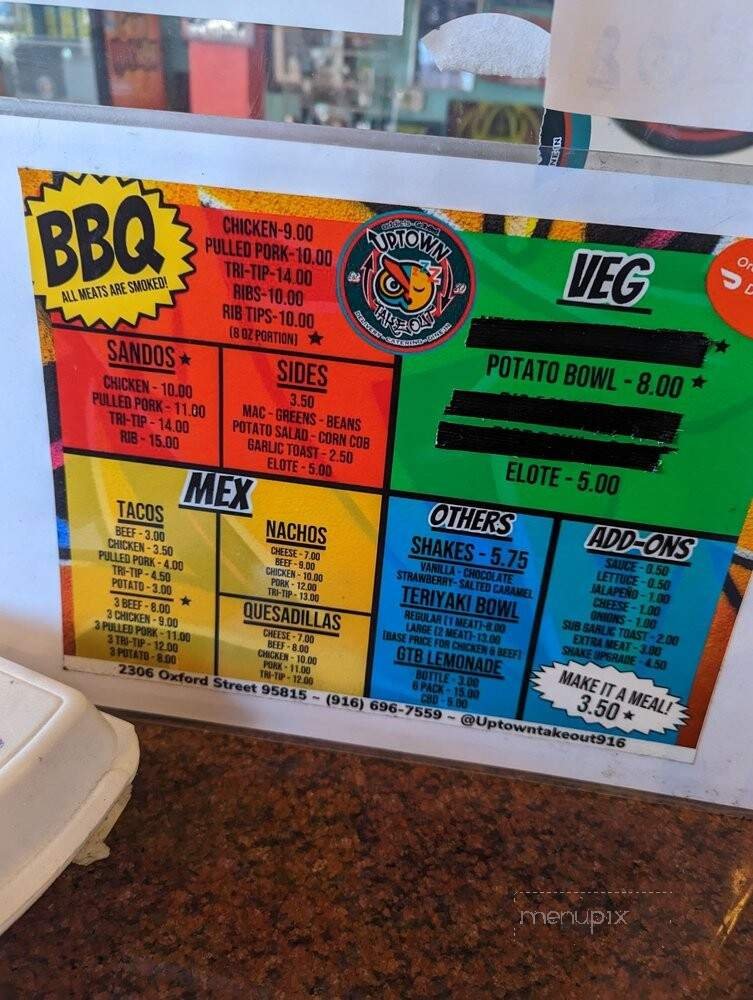 BBQ
ALL MEATS ARE SMOKED!
CHICKEN-9.00
PULLED PORK-10.00
TRI-TIP-14.00
RIBS-10.00
RIB TIPS-10.00
(8 OZ PORTION) ★
UPTOWN
TAKE OUT
DELIVERY-CATERING-DINE IN
SANDOS ★
CHICKEN - 10.00
PULLED PORK - 11.00
TRI-TIP - 14.00
RIB - 15.00
SIDES
3.50
MAC - GREENS - BEANS
POTATO SALAD - CORN COB
GARLIC TOAST - 2.50
ELOTE - 5.00
VEG
POTATO BOWL - 8.00 ★
ELOTE - 5.00
MEX
TACOS
BEEF - 3.00
CHICKEN - 3.50
PULLED PORK - 4.00
TRI-TIP - 4.50
POTATO - 3.00
3 BEEF - 8.00 ★
3 CHICKEN - 9.00
3 PULLED PORK - 11.00
3 TRI-TIP - 12.00
3 POTATO - 8.00
NACHOS
CHEESE - 7.00
BEEF - 9.00
CHICKEN - 10.00
PORK - 12.00
TRI-TIP - 13.00
QUESADILLAS
CHEESE - 7.00
BEEF - 8.00
CHICKEN - 10.00
PORK - 11.00
TRI-TIP - 12.00
OTHERS
SHAKES - 5.75
VANILLA - CHOCOLATE
STRAWBERRY- SALTED CARAMEL
TERIYAKI BOWL
REGULAR (1 MEAT)-8.00
LARGE (2 MEAT)-13.00
(BASE PRICE FOR CHICKEN & BEEF)
GTB LEMONADE
BOTTLE - 3.00
6 PACK - 15.00
CBD - 5.00
ADD-ONS
SAUCE - 0.50
LETTUCE - 0.50
JALAPEÑO - 1.00
CHEESE - 1.00
ONIONS - 1.00
SUB GARLIC TOAST - 2.00
EXTRA MEAT - 3.00
SHAKE UPGRADE - 4.50
MAKE IT A MEAL!
3.50 ★
2306 Oxford Street 95815 ~ (916) 696-7559 ~ @Uptowntakeout916
menupix